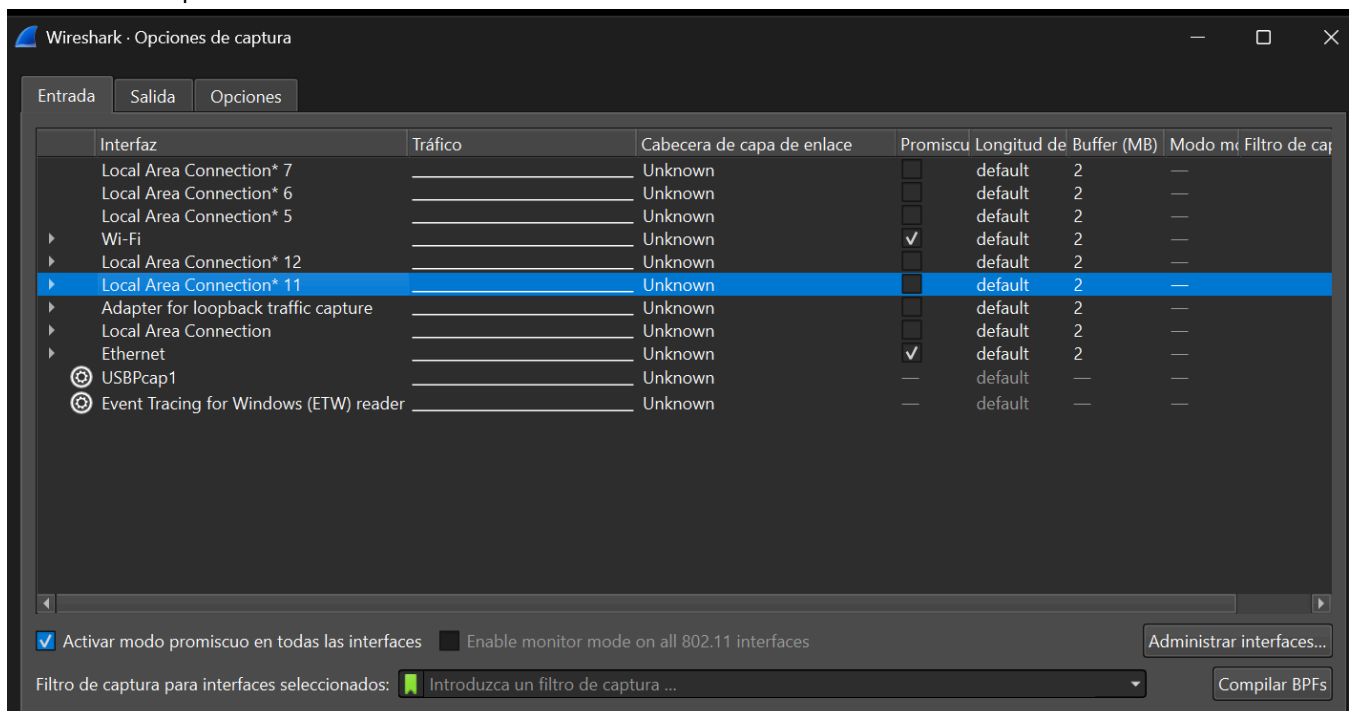 Wireshark · Opciones de captura
Entrada Salida Opciones
Interfaz Tráfico Cabecera de capa de enlace Promiscu Longitud de Buffer (MB) Modo mo Filtro de cap
Local Area Connection* 7 Unknown default 2 —
Local Area Connection* 6 Unknown default 2 —
Local Area Connection* 5 Unknown default 2 —
Wi-Fi Unknown default 2 —
Local Area Connection* 12 Unknown default 2 —
Local Area Connection* 11 Unknown default 2 —
Adapter for loopback traffic capture Unknown default 2 —
Local Area Connection Unknown default 2 —
Ethernet Unknown default 2 —
USBPcap1 Unknown — default — —
Event Tracing for Windows (ETW) reader Unknown — default — —
Activar modo promiscuo en todas las interfaces Enable monitor mode on all 802.11 interfaces Administrar interfaces...
Filtro de captura para interfaces seleccionados: Introduzca un filtro de captura ... Compilar BPFs